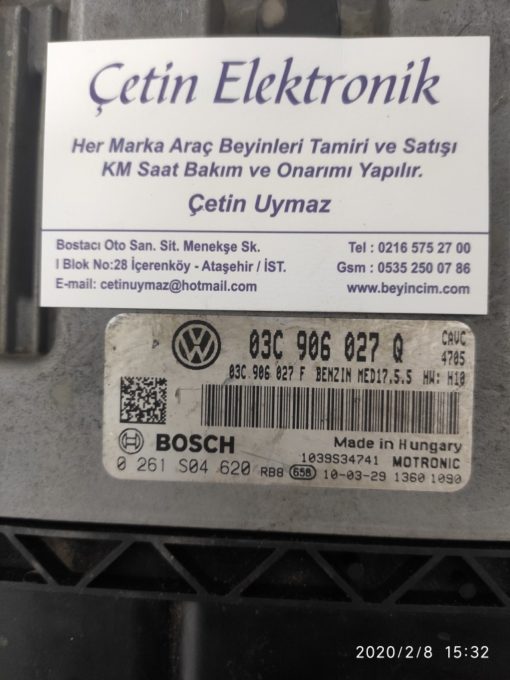 Çetin Elektronik
Her Marka Araç Beyinleri Tamiri ve Satışı
KM Saat Bakım ve Onarımı Yapılır.
Çetin Uymaz
Bostacı Oto San. Sit. Menekşe Sk.
I Blok No:28 İçerenköy - Ataşehir / İST.
E-mail: cetinuymaz@hotmail.com
Tel : 0216 575 27 00
Gsm : 0535 250 07 86
www.beyincim.com
03C 906 027 Q
CAVC
4705
03C 906 027 F BENZIN MED17.5.5 HW: H10
BOSCH
Made in Hungary
1039S34741 MOTRONIC
0 261 S04 620 RB8 658 10-03-29 1360 1090
2020/2/8 15:32